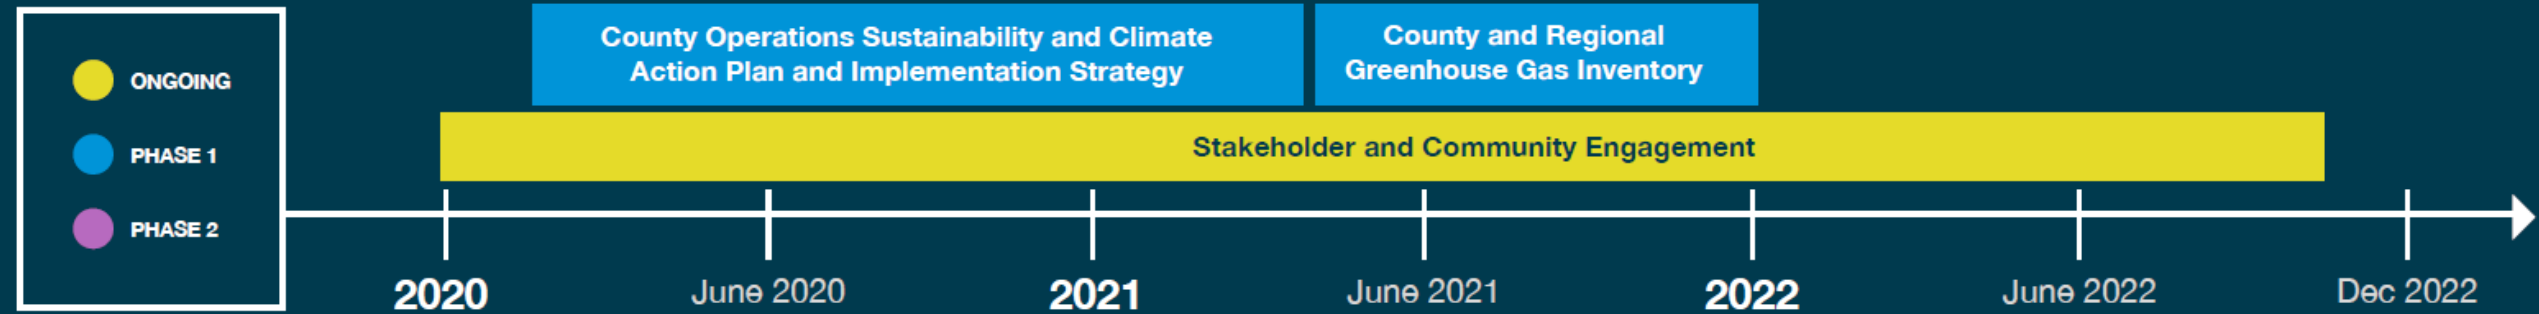 ONGOING
PHASE 1
PHASE 2
County Operations Sustainability and Climate
Action Plan and Implementation Strategy
County and Regional
Greenhouse Gas Inventory
Stakeholder and Community Engagement
2020
June 2020
2021
June 2021
2022
June 2022
Dec 2022